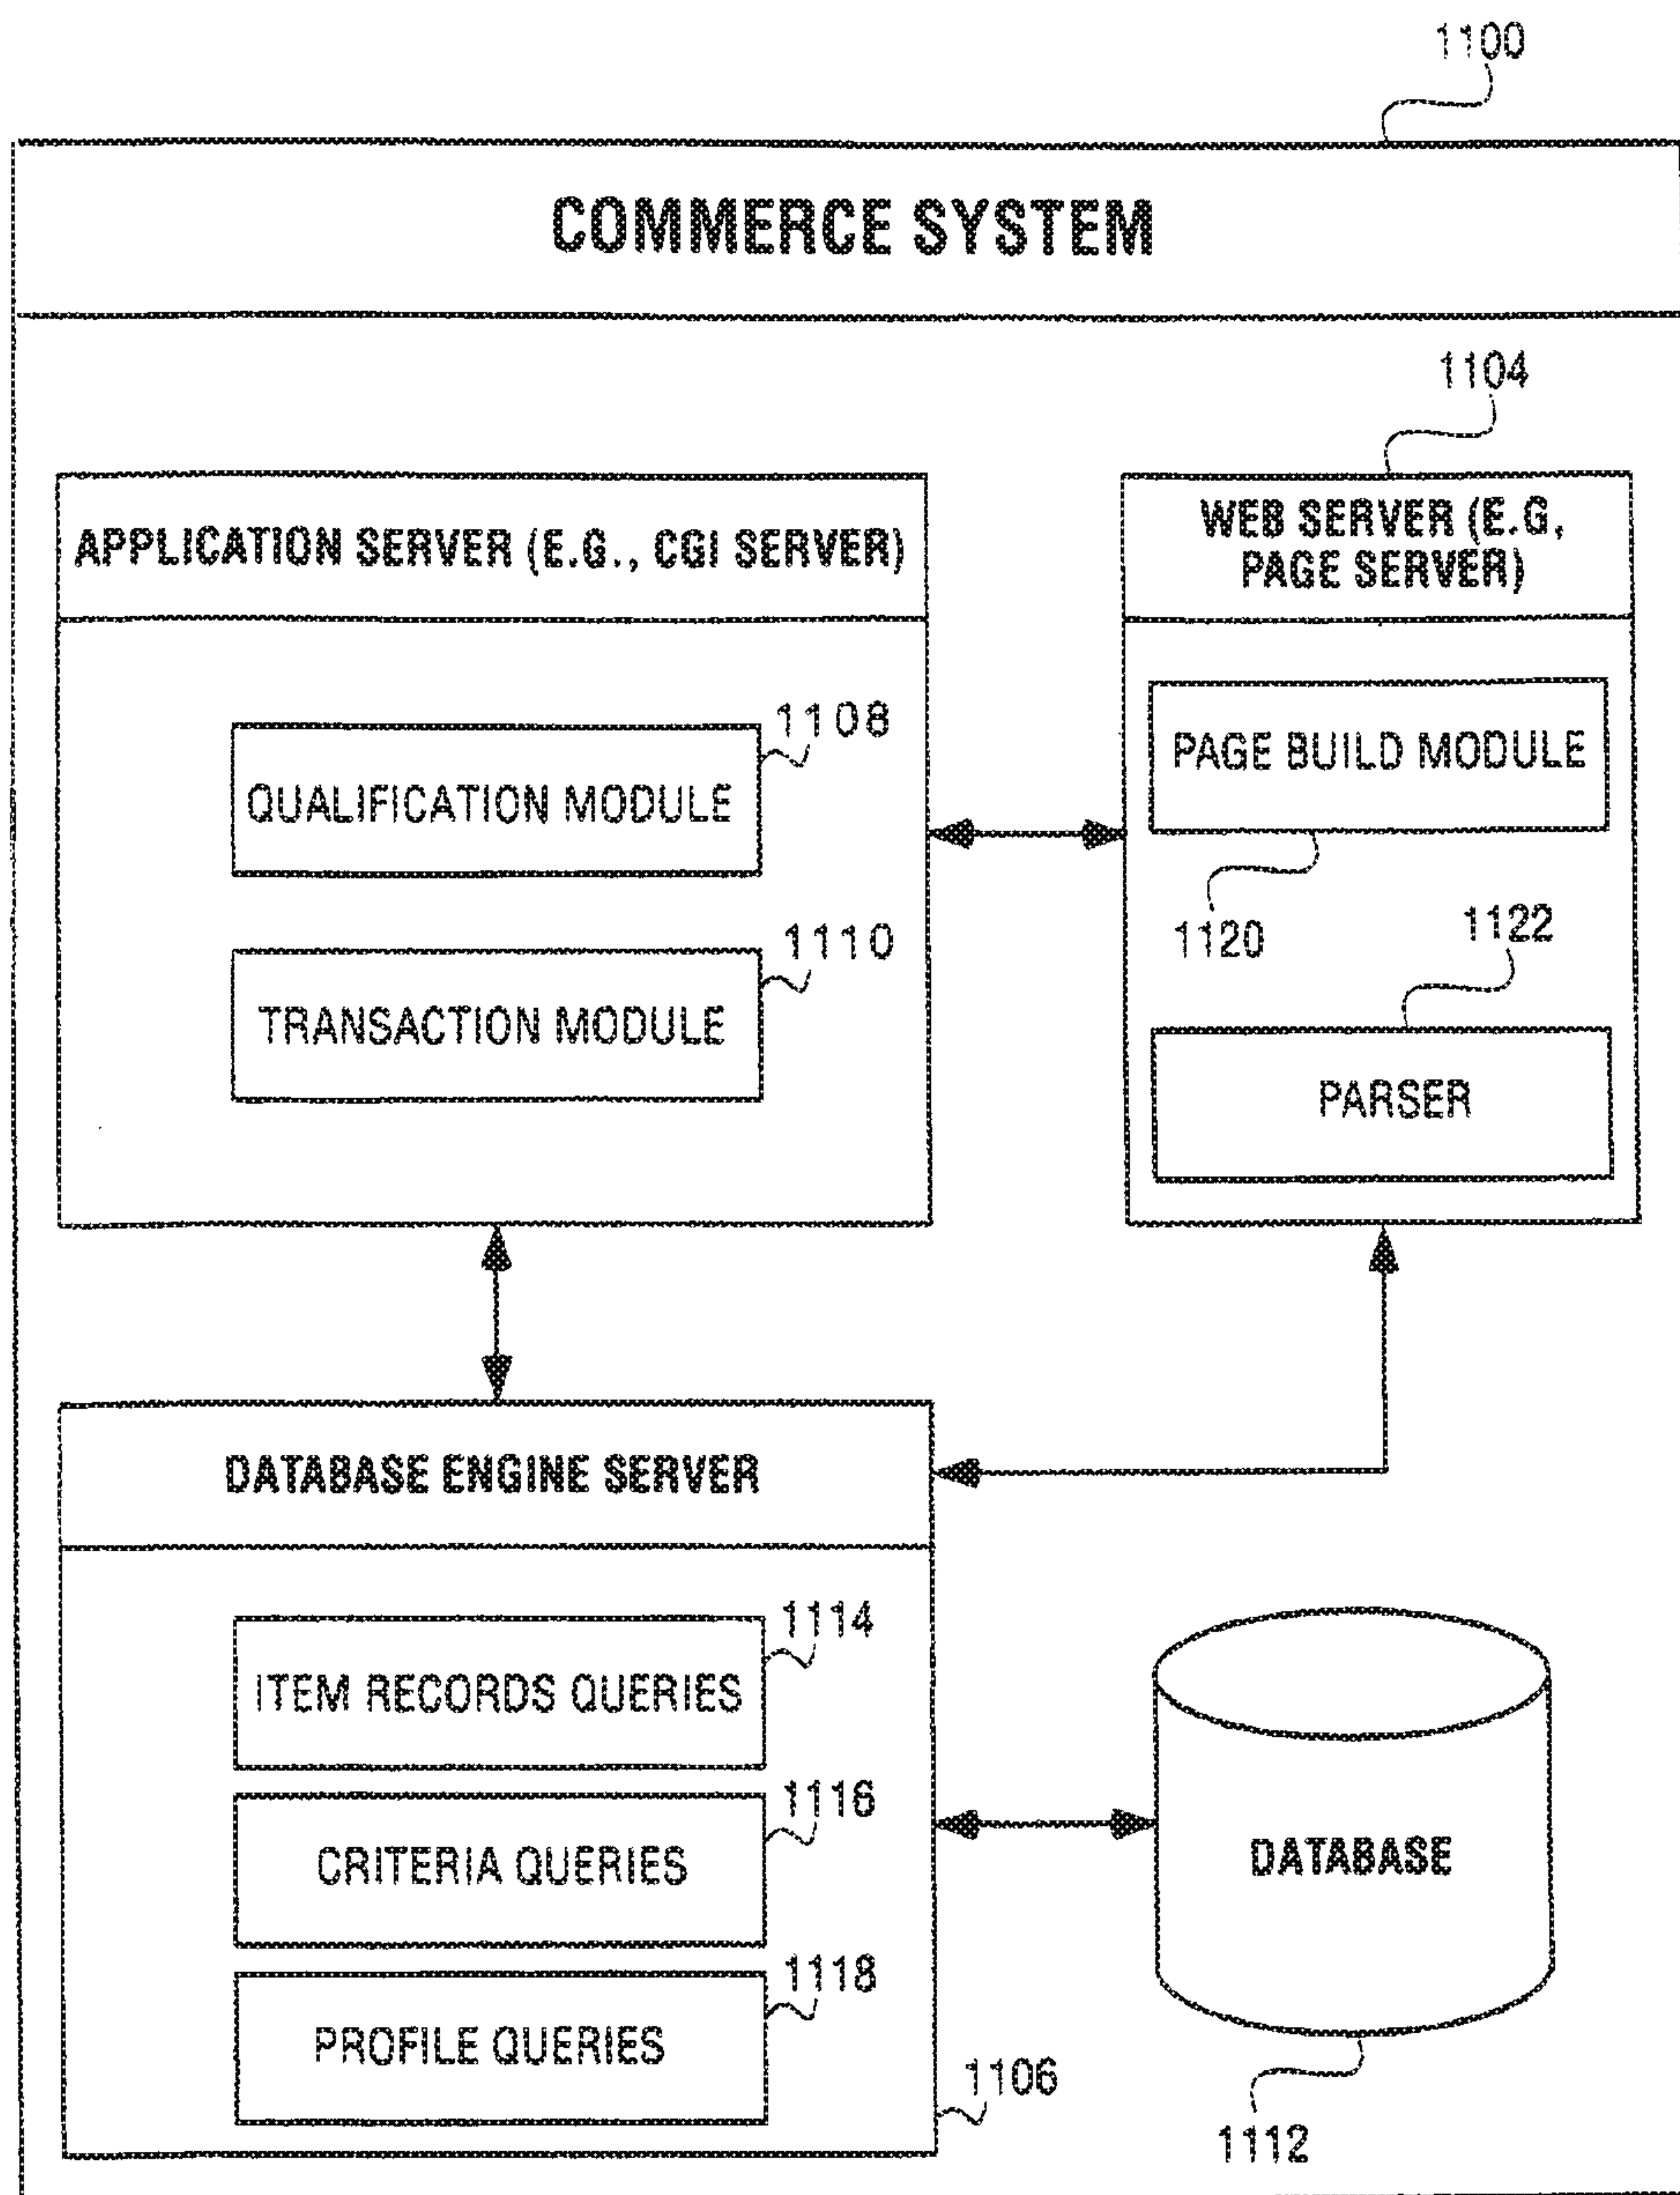 1100
COMMERCE SYSTEM
1104
APPLICATION SERVER (E.G., CGI SERVER)
WEB SERVER (E.G,
PAGE SERVER)
1108
QUALIFICATION MODULE
PAGE BUILD MODULE
1120
1110
TRANSACTION MODULE
1122
PARSER
DATABASE ENGINE SERVER
1114
ITEM RECORDS QUERIES
1116
CRITERIA QUERIES
1118
PROFILE QUERIES
1106
DATABASE
1112